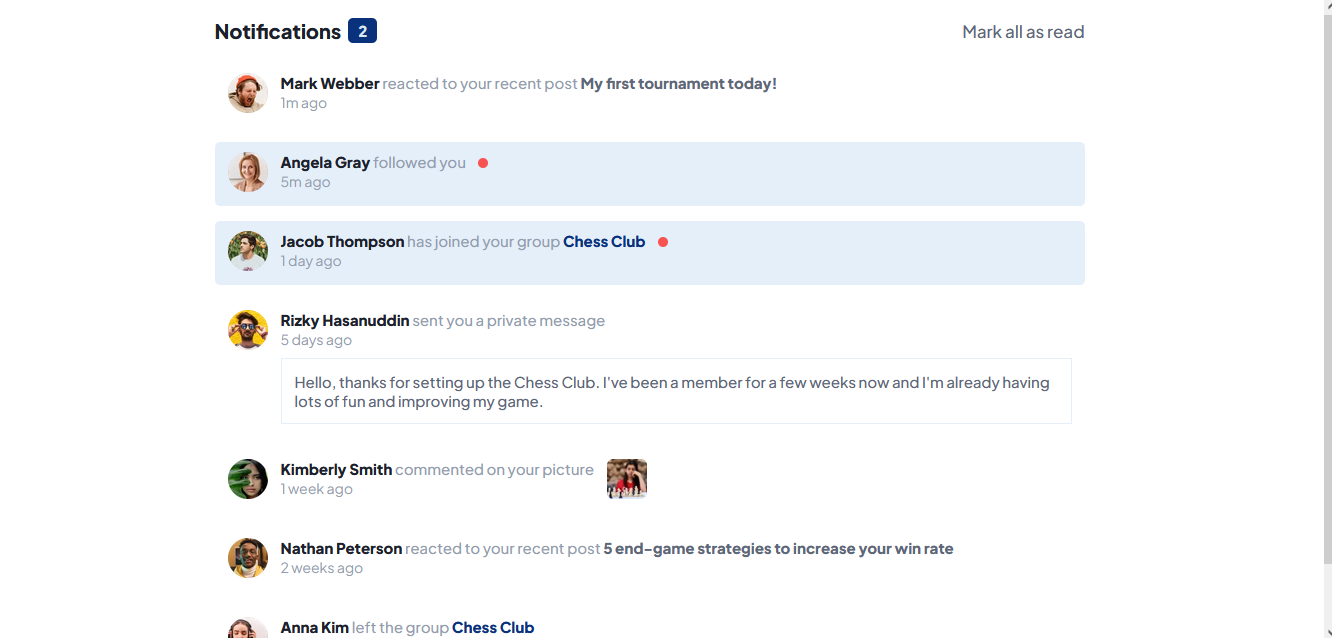 Notifications 2
Mark all as read
Mark Webber reacted to your recent post My first tournament today!
1m ago
Angela Gray followed you
5m ago
Jacob Thompson has joined your group Chess Club
1 day ago
Rizky Hasanuddin sent you a private message
5 days ago
Hello, thanks for setting up the Chess Club. I've been a member for a few weeks now and I'm already having
lots of fun and improving my game.
Kimberly Smith commented on your picture
1 week ago
Nathan Peterson reacted to your recent post 5 end-game strategies to increase your win rate
2 weeks ago
Anna Kim left the group Chess Club